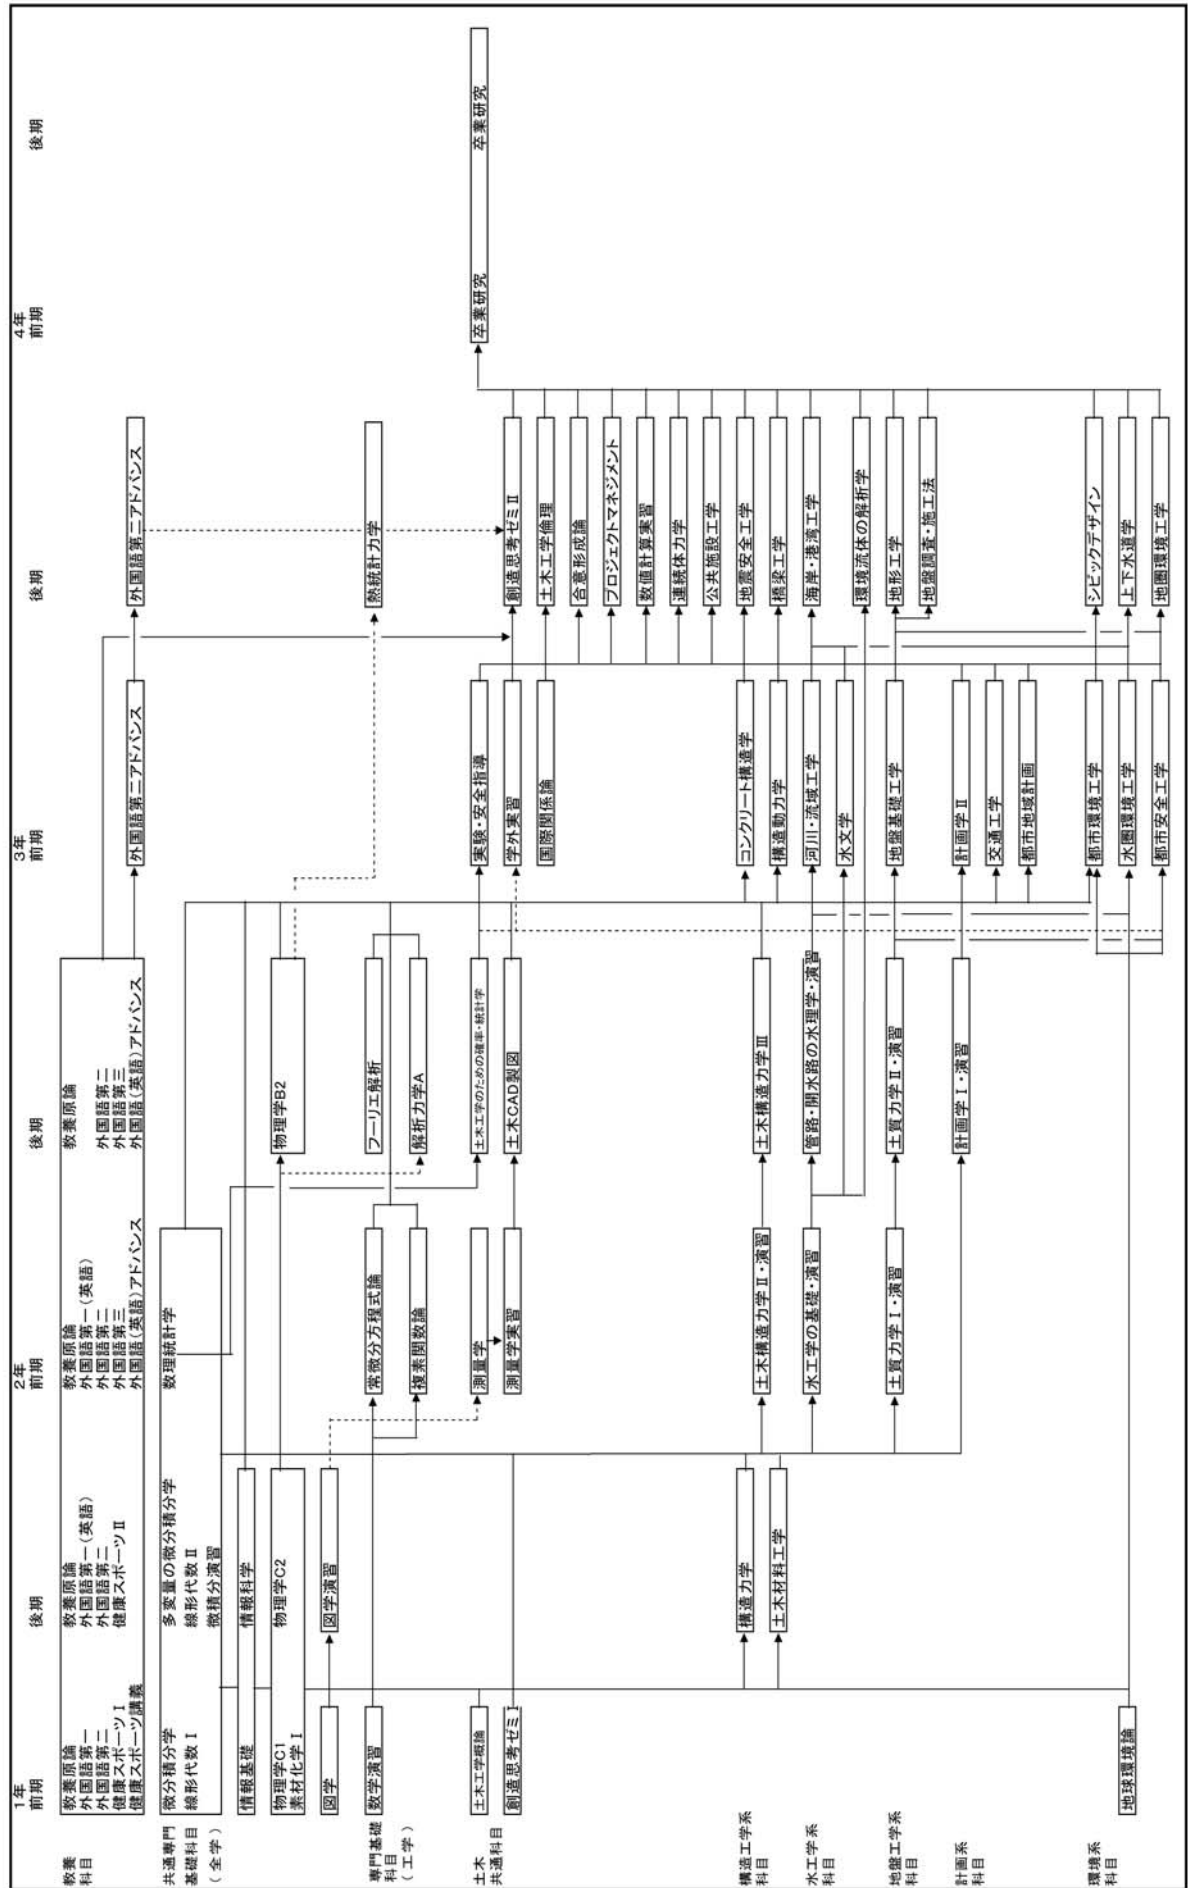 1年
前期
後期
2年
前期
後期
3年
前期
後期
4年
前期
後期
教養
科目
教養原論
外国語第一
外国語第二
健康スポーツⅠ
健康スポーツ講義
教養原論
外国語第一(英語)
外国語第二
健康スポーツⅡ
教養原論
外国語第一(英語)
外国語第二
外国語第三
外国語(英語)アドバンス
教養原論
外国語第二
外国語第三
外国語(英語)アドバンス
外国語第二アドバンス
外国語第二アドバンス
共通専門
基礎科目
(全学)
微分積分学
線形代数Ⅰ
多変量の微分積分学
線形代数Ⅱ
微積分演習
数理統計学
情報基礎
情報科学
物理学C1
素材化学Ⅰ
物理学C2
物理学B2
図学
図学演習
専門基礎
科目
(工学)
数学演習
常微分方程式論
フーリエ解析
熱統計力学
複素関数論
解析力学A
土木
共通科目
土木工学概論
測量学
土木工学のための確率・統計学
実験・安全指導
卒業研究
卒業研究
創造思考ゼミⅠ
測量学実習
土木CAD製図
学外実習
創造思考ゼミⅡ
国際関係論
土木工学倫理
合意形成論
プロジェクトマネジメント
数値計算実習
連続体力学
公共施設工学
構造工学系
科目
構造力学
土木構造力学Ⅱ・演習
土木構造力学Ⅲ
コンクリート構造学
地震安全工学
土木材料工学
構造動力学
橋梁工学
水工学系
科目
水工学の基礎・演習
管路・開水路の水理学・演習
河川・流域工学
海岸・港湾工学
水文学
環境流体の解析学
地盤工学系
科目
土質力学Ⅰ・演習
土質力学Ⅱ・演習
地盤基礎工学
地形工学
地盤調査・施工法
計画系
科目
計画学Ⅰ・演習
計画学Ⅱ
交通工学
都市地域計画
環境系
科目
都市環境工学
シビックデザイン
地球環境論
水圏環境工学
上下水道学
都市安全工学
地圏環境工学